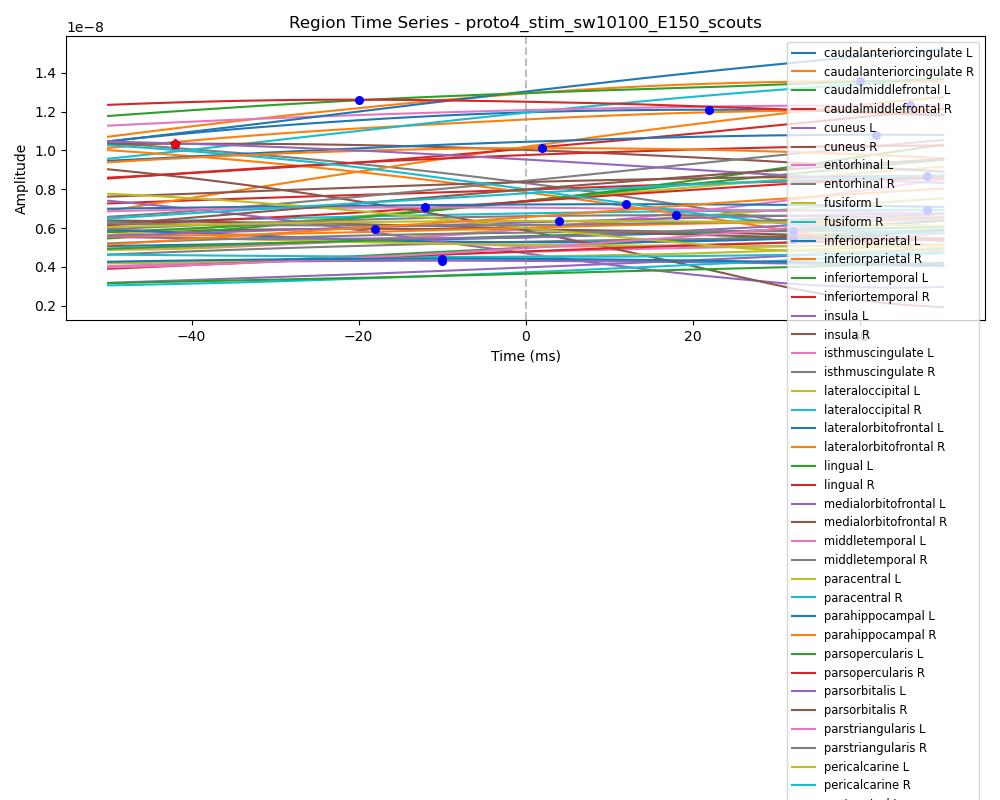 Region Time Series - proto4_stim_sw10100_E150_scouts
1e−8
Amplitude
1.4
1.2
1.0
0.8
0.6
0.4
0.2
−40
−20
0
20
Time (ms)
caudalanteriorcingulate L
caudalanteriorcingulate R
caudalmiddlefrontal L
caudalmiddlefrontal R
cuneus L
cuneus R
entorhinal L
entorhinal R
fusiform L
fusiform R
inferiorparietal L
inferiorparietal R
inferiortemporal L
inferiortemporal R
insula L
insula R
isthmuscingulate L
isthmuscingulate R
lateraloccipital L
lateraloccipital R
lateralorbitofrontal L
lateralorbitofrontal R
lingual L
lingual R
medialorbitofrontal L
medialorbitofrontal R
middletemporal L
middletemporal R
paracentral L
paracentral R
parahippocampal L
parahippocampal R
parsopercularis L
parsopercularis R
parsorbitalis L
parsorbitalis R
parstriangularis L
parstriangularis R
pericalcarine L
pericalcarine R